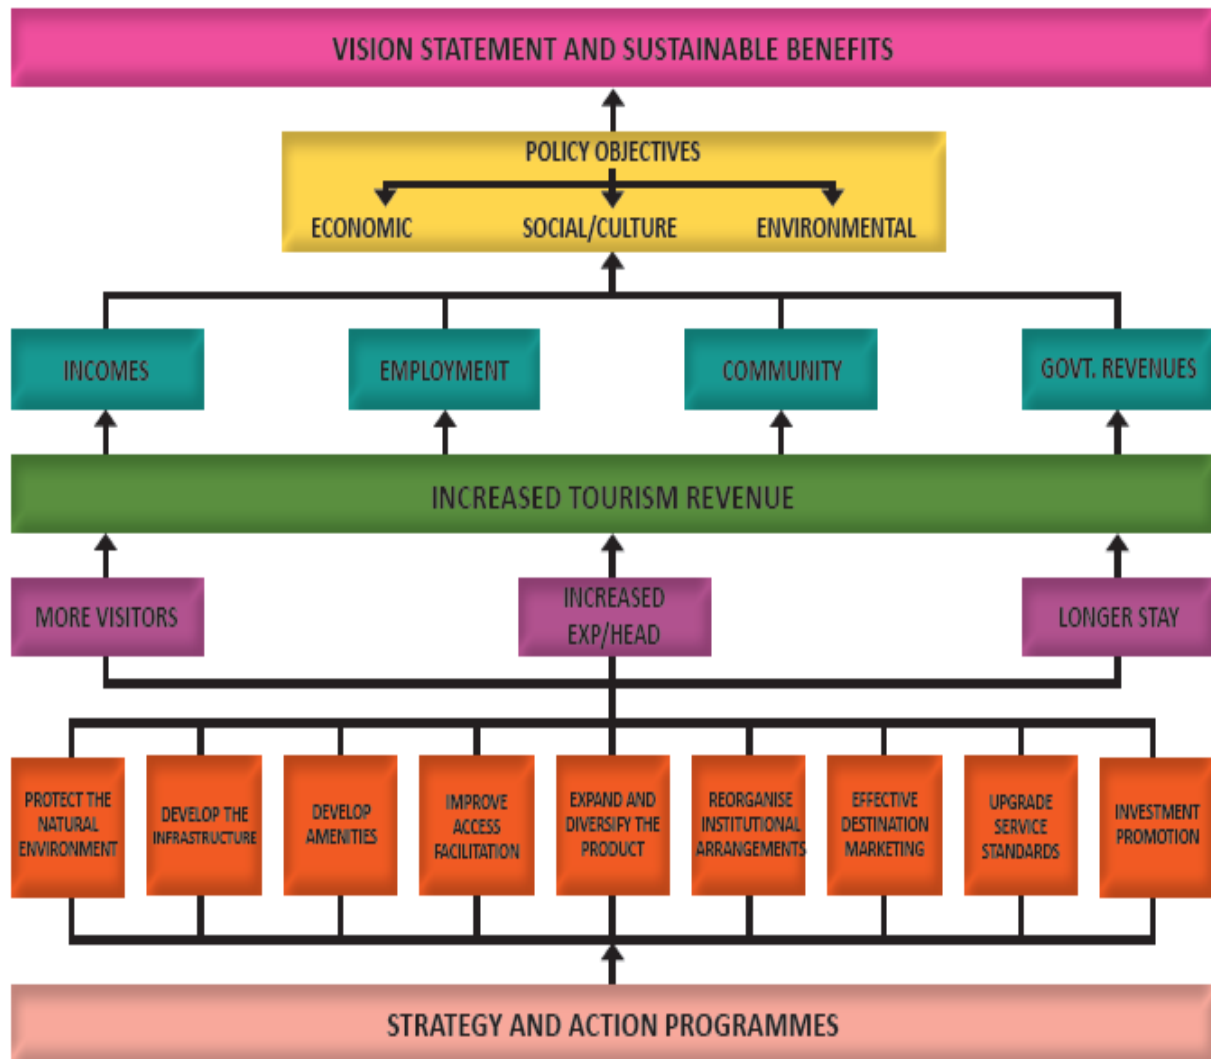 VISION STATEMENT AND SUSTAINABLE BENEFITS
POLICY OBJECTIVES
ECONOMIC
SOCIAL/CULTURE
ENVIRONMENTAL
INCOMES
EMPLOYMENT
COMMUNITY
GOVT. REVENUES
INCREASED TOURISM REVENUE
MORE VISITORS
INCREASED
EXP/HEAD
LONGER STAY
PROTECT THE
NATURAL
ENVIRONMENT
DEVELOP THE
INFRASTRUCTURE
DEVELOP
AMENITIES
IMPROVE
ACCESS
FACILITATION
EXPAND AND
DIVERSIFY THE
PRODUCT
REORGANISE
INSTITUTIONAL
ARRANGEMENTS
EFFECTIVE
DESTINATION
MARKETING
UPGRADE
SERVICE
STANDARDS
INVESTMENT
PROMOTION
STRATEGY AND ACTION PROGRAMMES